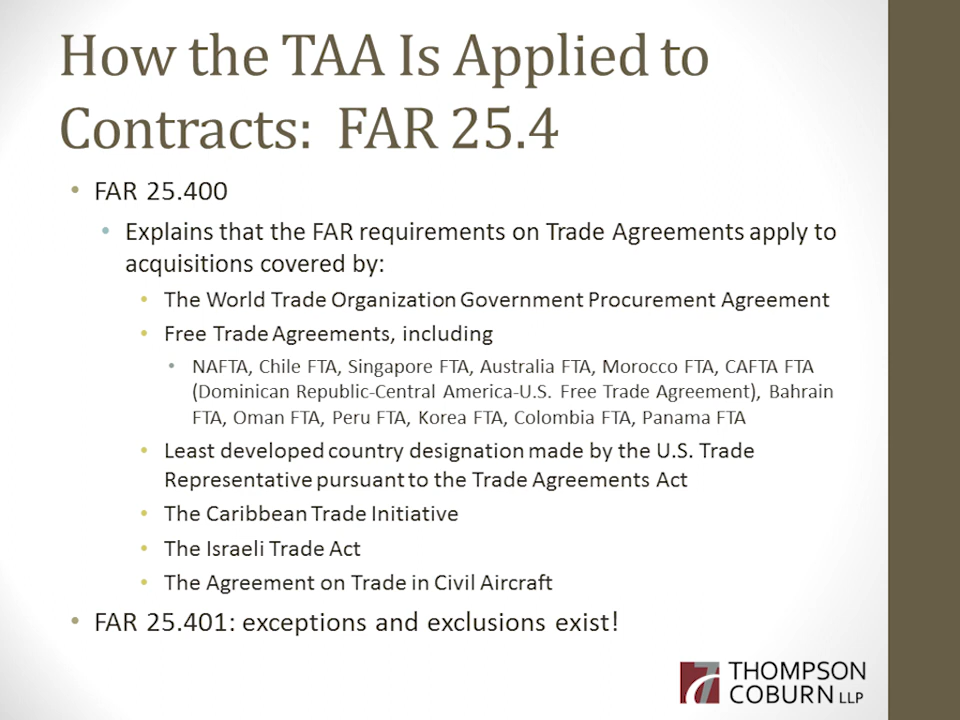 How the TAA Is Applied to
Contracts:  FAR 25.4
• FAR 25.400
• Explains that the FAR requirements on Trade Agreements apply to
acquisitions covered by:
• The World Trade Organization Government Procurement Agreement
• Free Trade Agreements, including
• NAFTA, Chile FTA, Singapore FTA, Australia FTA, Morocco FTA, CAFTA FTA
(Dominican Republic-Central America-U.S. Free Trade Agreement), Bahrain
FTA, Oman FTA, Peru FTA, Korea FTA, Colombia FTA, Panama FTA
• Least developed country designation made by the U.S. Trade
Representative pursuant to the Trade Agreements Act
• The Caribbean Trade Initiative
• The Israeli Trade Act
• The Agreement on Trade in Civil Aircraft
• FAR 25.401: exceptions and exclusions exist!
THOMPSON
COBURN LLP